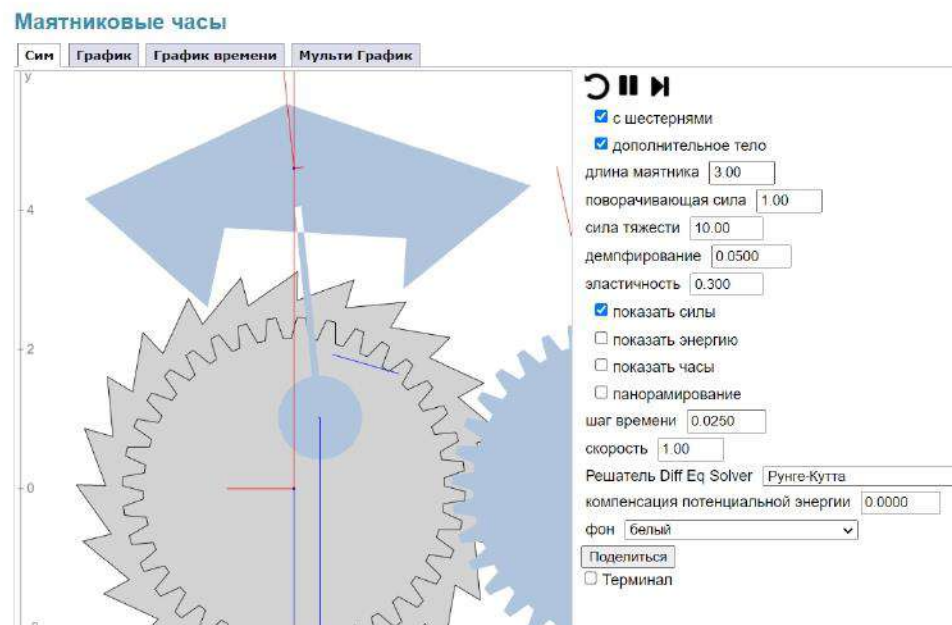 Маятниковые часы
Сим График График времени Мульти График
y
4
2
0
с шестернями
дополнительное тело
длина маятника 3.00
поворачивающая сила 1.00
сила тяжести 10.00
демпфирование 0.0500
эластичность 0.300
показать силы
показать энергию
показать часы
панорамирование
шаг времени 0.0250
скорость 1.00
Решатель Diff Eq Solver Рунге-Кутта
компенсация потенциальной энергии 0.0000
фон белый
Поделиться
Терминал